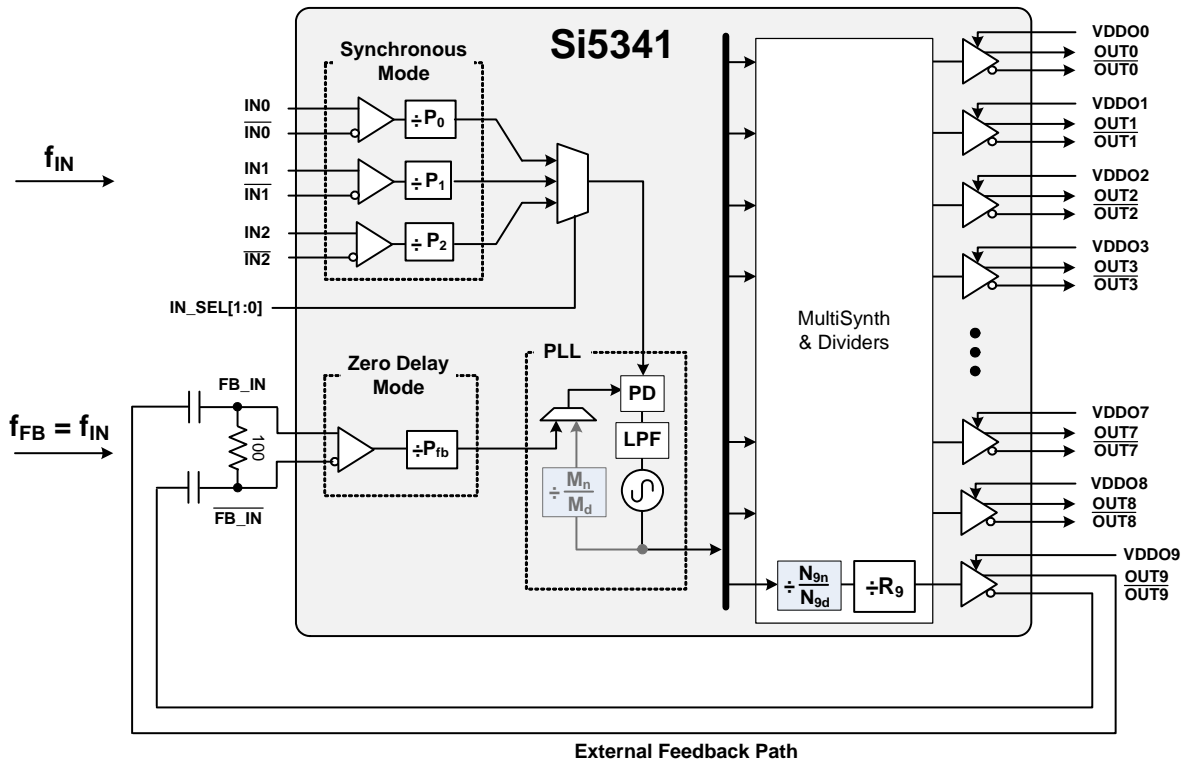 Si5341
Synchronous
Mode
IN0
IN0
÷P0
IN1
IN1
÷P1
IN2
IN2
÷P2
fIN
IN_SEL[1:0]
Zero Delay
Mode
FB_IN
100
FB_IN
fFB = fIN
÷Pfb
PLL
PD
LPF
÷ Mn
Md
MultiSynth
& Dividers
÷ N9n
N9d
÷R9
VDDO0
OUT0
OUT0
VDDO1
OUT1
OUT1
VDDO2
OUT2
OUT2
VDDO3
OUT3
OUT3
VDDO7
OUT7
OUT7
VDDO8
OUT8
OUT8
VDDO9
OUT9
OUT9
External Feedback Path